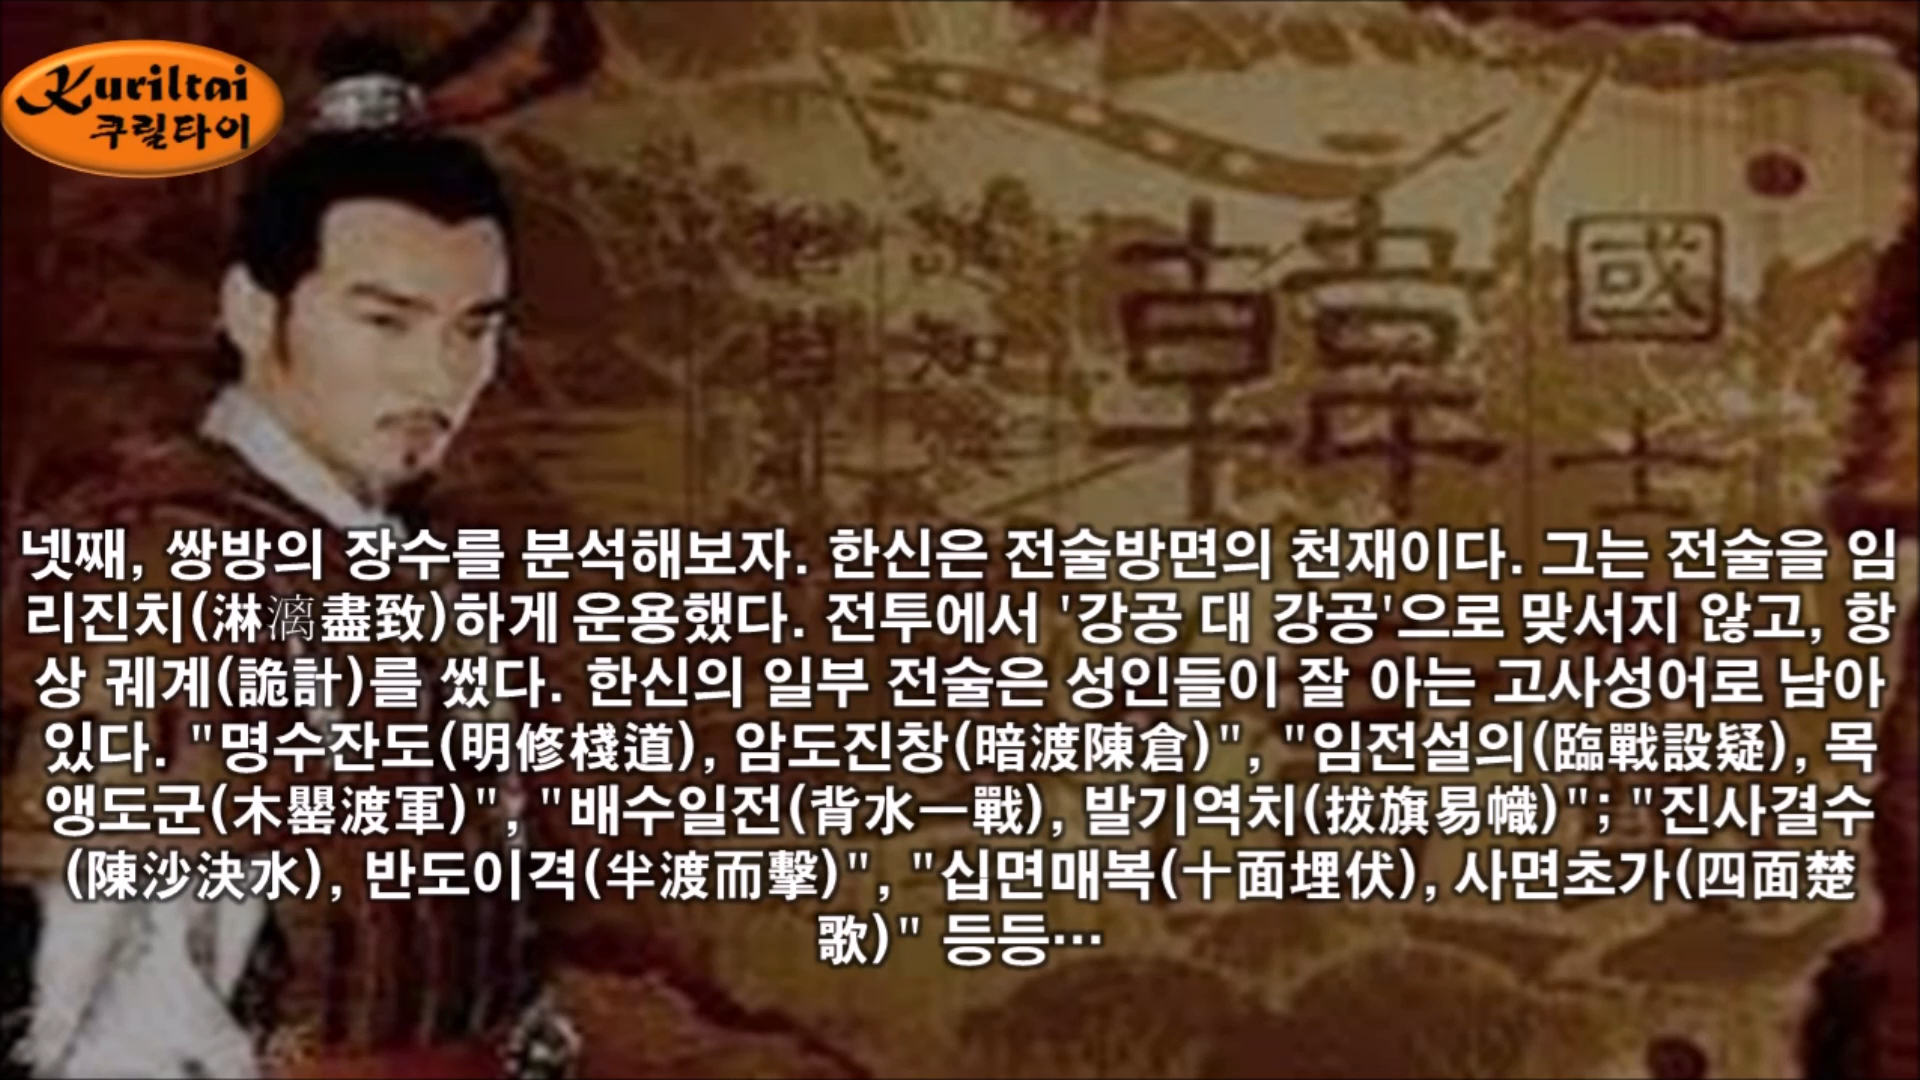 Kuriltai
쿠릴타이
韓
國
士
넷째, 쌍방의 장수를 분석해보자. 한신은 전술방면의 천재이다. 그는 전술을 임
리진치(淋漓盡致)하게 운용했다. 전투에서 '강공 대 강공'으로 맞서지 않고, 항
상 궤계(詭計)를 썼다. 한신의 일부 전술은 성인들이 잘 아는 고사성어로 남아
있다. "명수잔도(明修棧道), 암도진창(暗渡陳倉)", "임전설의(臨戰設疑), 목
앵도군(木罌渡軍)", "배수일전(背水一戰), 발기역치(拔旗易幟)"; "진사결수
(陳沙決水), 반도이격(半渡而擊)", "십면매복(十面埋伏), 사면초가(四面楚
歌)" 등등…